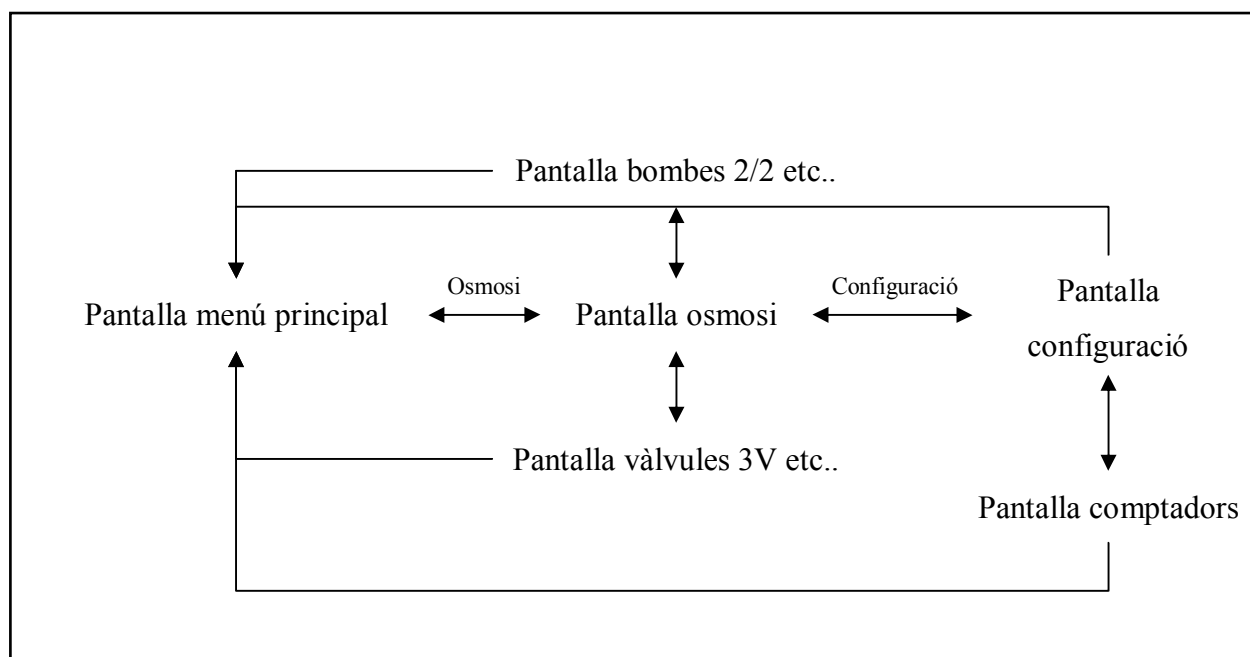 Pantalla bombes 2/2 etc..
Osmosi
Configuració
Pantalla menú principal
Pantalla osmosi
Pantalla
configuració
Pantalla vàlvules 3V etc..
Pantalla comptadors